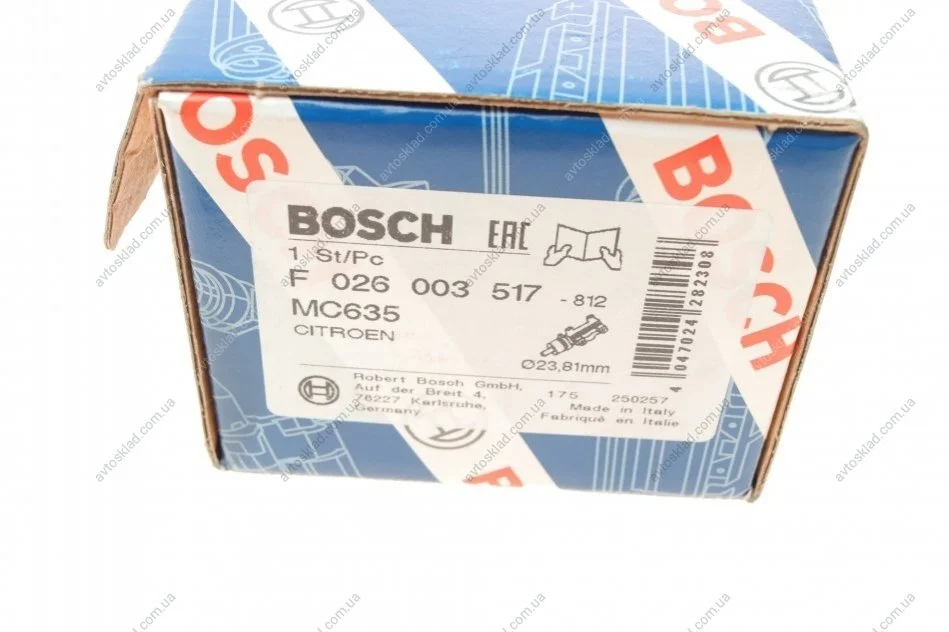 BOSCH
BOSCH
BOSCH EAC
1 St/Pc
F 026 003 517 - 812
MC635
CITROEN
Ø23,81mm
4 047024 282308
Robert Bosch GmbH,
Auf der Breit 4,
76227 Karlsruhe,
Germany
175 250257
Made in Italy
Fabriqué en Italie
avtosklad.com.ua